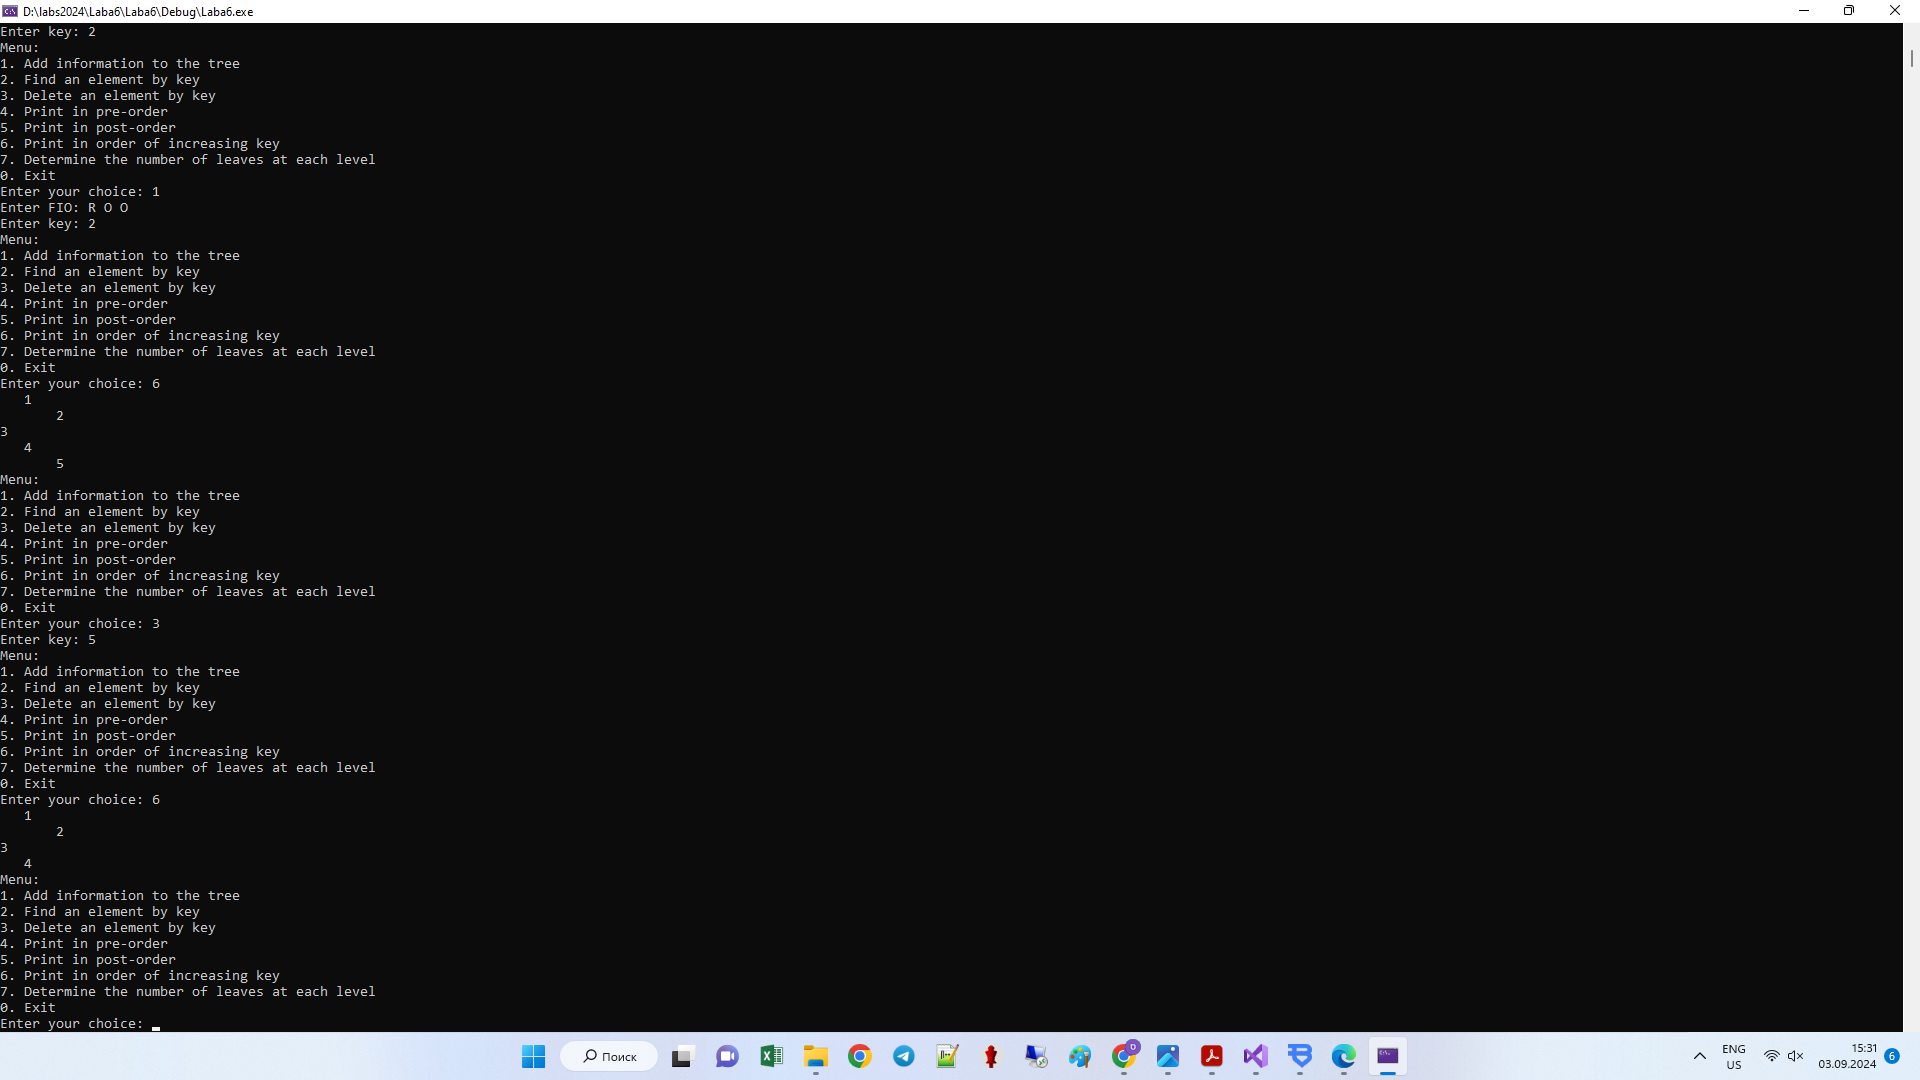 D:\labs2024\Laba6\Laba6\Debug\Laba6.exe
Enter key: 2
Menu:
1. Add information to the tree
2. Find an element by key
3. Delete an element by key
4. Print in pre-order
5. Print in post-order
6. Print in order of increasing key
7. Determine the number of leaves at each level
0. Exit
Enter your choice: 1
Enter FIO: R O O
Enter key: 2
Menu:
1. Add information to the tree
2. Find an element by key
3. Delete an element by key
4. Print in pre-order
5. Print in post-order
6. Print in order of increasing key
7. Determine the number of leaves at each level
0. Exit
Enter your choice: 6
   1
       2
3
   4
       5
Menu:
1. Add information to the tree
2. Find an element by key
3. Delete an element by key
4. Print in pre-order
5. Print in post-order
6. Print in order of increasing key
7. Determine the number of leaves at each level
0. Exit
Enter your choice: 3
Enter key: 5
Menu:
1. Add information to the tree
2. Find an element by key
3. Delete an element by key
4. Print in pre-order
5. Print in post-order
6. Print in order of increasing key
7. Determine the number of leaves at each level
0. Exit
Enter your choice: 6
   1
       2
3
   4
Menu:
1. Add information to the tree
2. Find an element by key
3. Delete an element by key
4. Print in pre-order
5. Print in post-order
6. Print in order of increasing key
7. Determine the number of leaves at each level
0. Exit
Enter your choice:
Поиск
ENG
US
15:31
03.09.2024
6